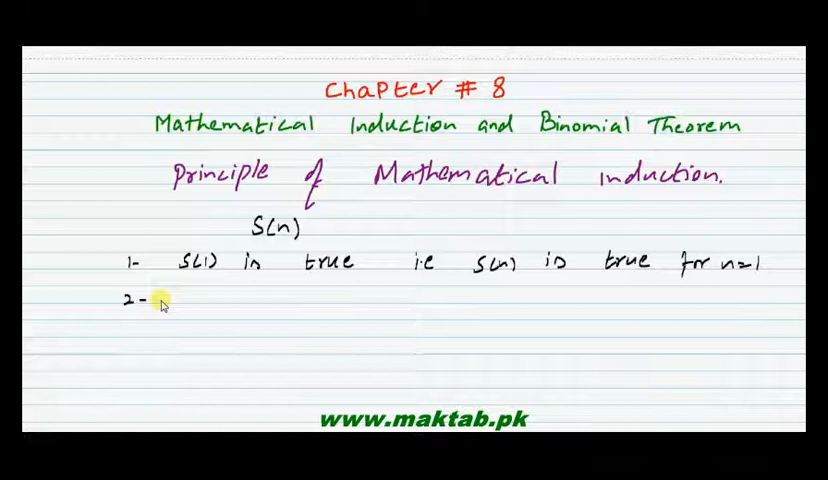 Chapter # 8
Mathematical Induction and Binomial Theorem
Principle of Mathematical Induction.
S(n)
1- S(1) is true i.e S(n) is true for n=1
2-
www.maktab.pk